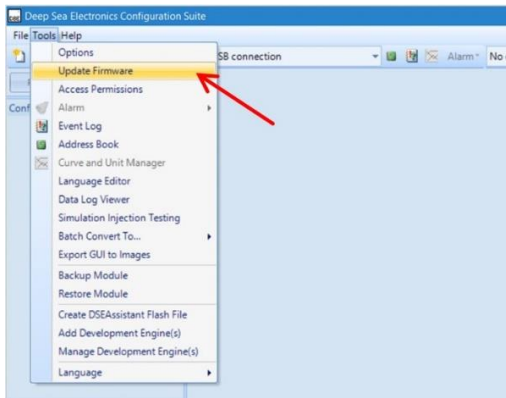 Deep Sea Electronics Configuration Suite
File Tools Help
Options
SB connection
Alarm
No
Update Firmware
Access Permissions
Conf
Alarm
Event Log
Address Book
Curve and Unit Manager
Language Editor
Data Log Viewer
Simulation Injection Testing
Batch Convert To...
Export GUI to Images
Backup Module
Restore Module
Create DSEAssistant Flash File
Add Development Engine(s)
Manage Development Engine(s)
Language